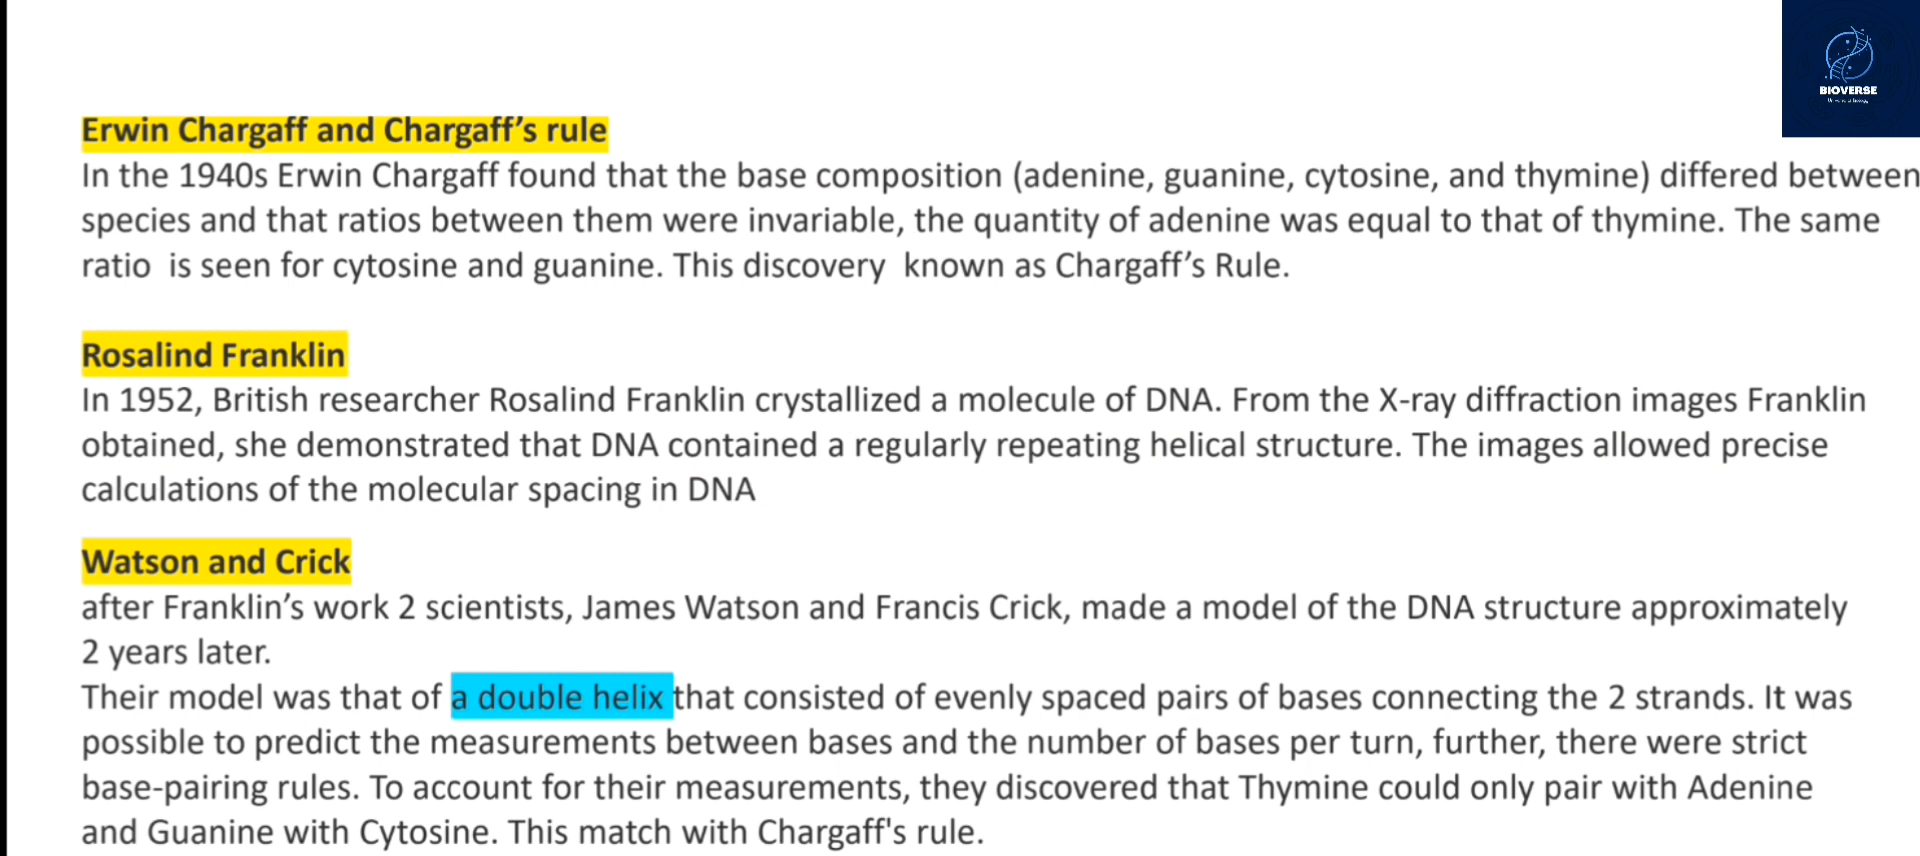 BIOVERSE
Erwin Chargaff and Chargaff’s rule
In the 1940s Erwin Chargaff found that the base composition (adenine, guanine, cytosine, and thymine) differed between
species and that ratios between them were invariable, the quantity of adenine was equal to that of thymine. The same
ratio  is seen for cytosine and guanine. This discovery  known as Chargaff’s Rule.
Rosalind Franklin
In 1952, British researcher Rosalind Franklin crystallized a molecule of DNA. From the X-ray diffraction images Franklin
obtained, she demonstrated that DNA contained a regularly repeating helical structure. The images allowed precise
calculations of the molecular spacing in DNA
Watson and Crick
after Franklin’s work 2 scientists, James Watson and Francis Crick, made a model of the DNA structure approximately
2 years later.
Their model was that of a double helix that consisted of evenly spaced pairs of bases connecting the 2 strands. It was
possible to predict the measurements between bases and the number of bases per turn, further, there were strict
base-pairing rules. To account for their measurements, they discovered that Thymine could only pair with Adenine
and Guanine with Cytosine. This match with Chargaff's rule.